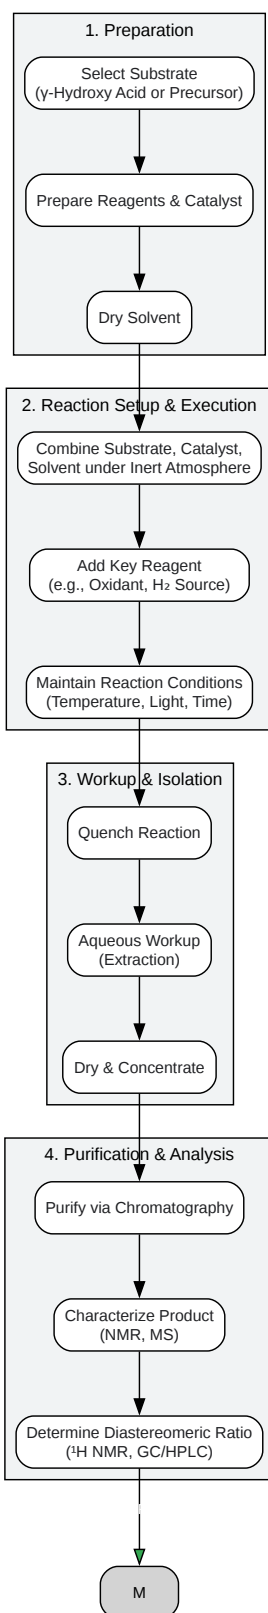 1. Preparation
Select Substrate
(γ-Hydroxy Acid or Precursor)
Prepare Reagents & Catalyst
Dry Solvent
2. Reaction Setup & Execution
Combine Substrate, Catalyst,
Solvent under Inert Atmosphere
Add Key Reagent
(e.g., Oxidant, H₂ Source)
Maintain Reaction Conditions
(Temperature, Light, Time)
3. Workup & Isolation
Quench Reaction
Aqueous Workup
(Extraction)
Dry & Concentrate
4. Purification & Analysis
Purify via Chromatography
Characterize Product
(NMR, MS)
Determine Diastereomeric Ratio
(¹H NMR, GC/HPLC)
M